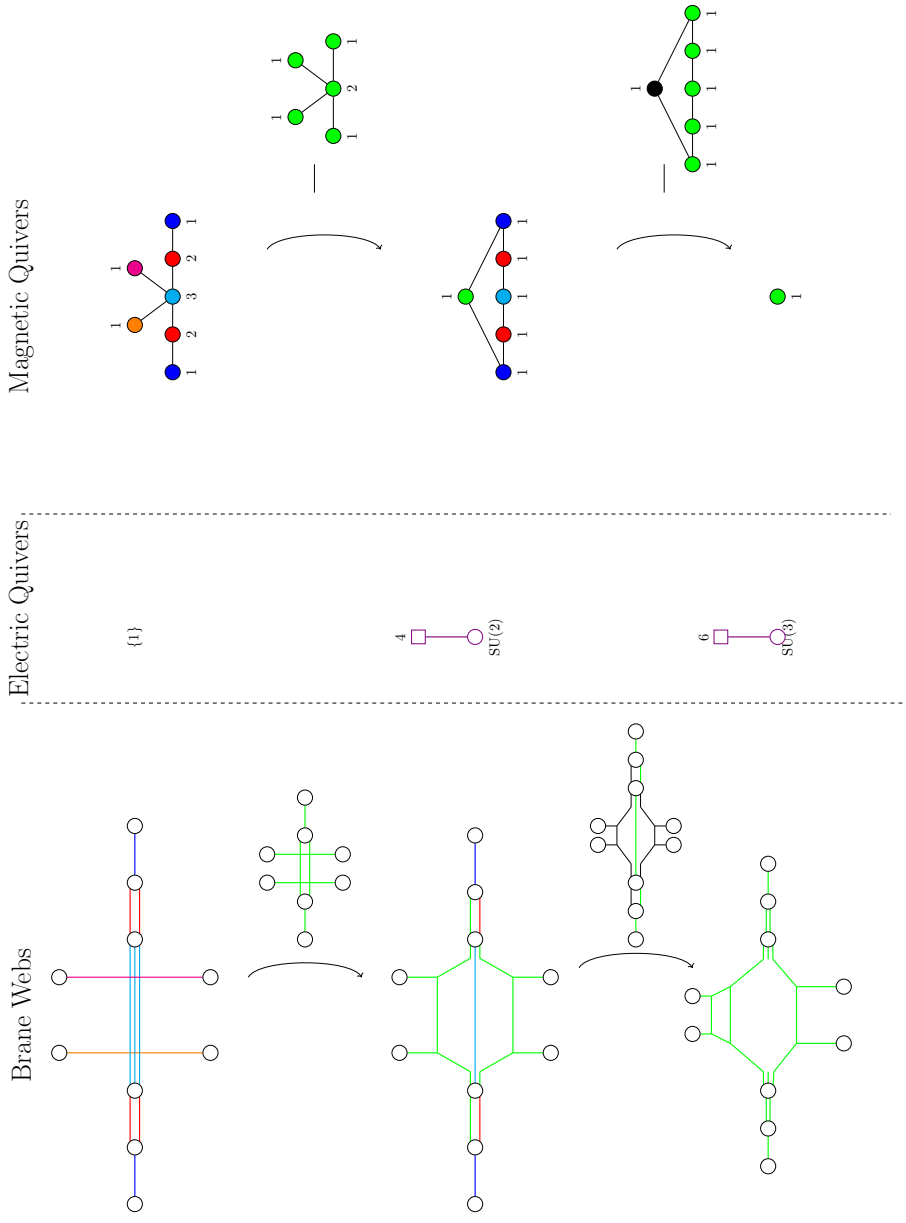 Brane Webs
Electric Quivers
Magnetic Quivers
1 1
{1}
1 2 3 2 1
1 1
1 2 1
4
1
SU(2)
1 1 1 1 1
1
6
1 1 1 1 1
SU(3)
1